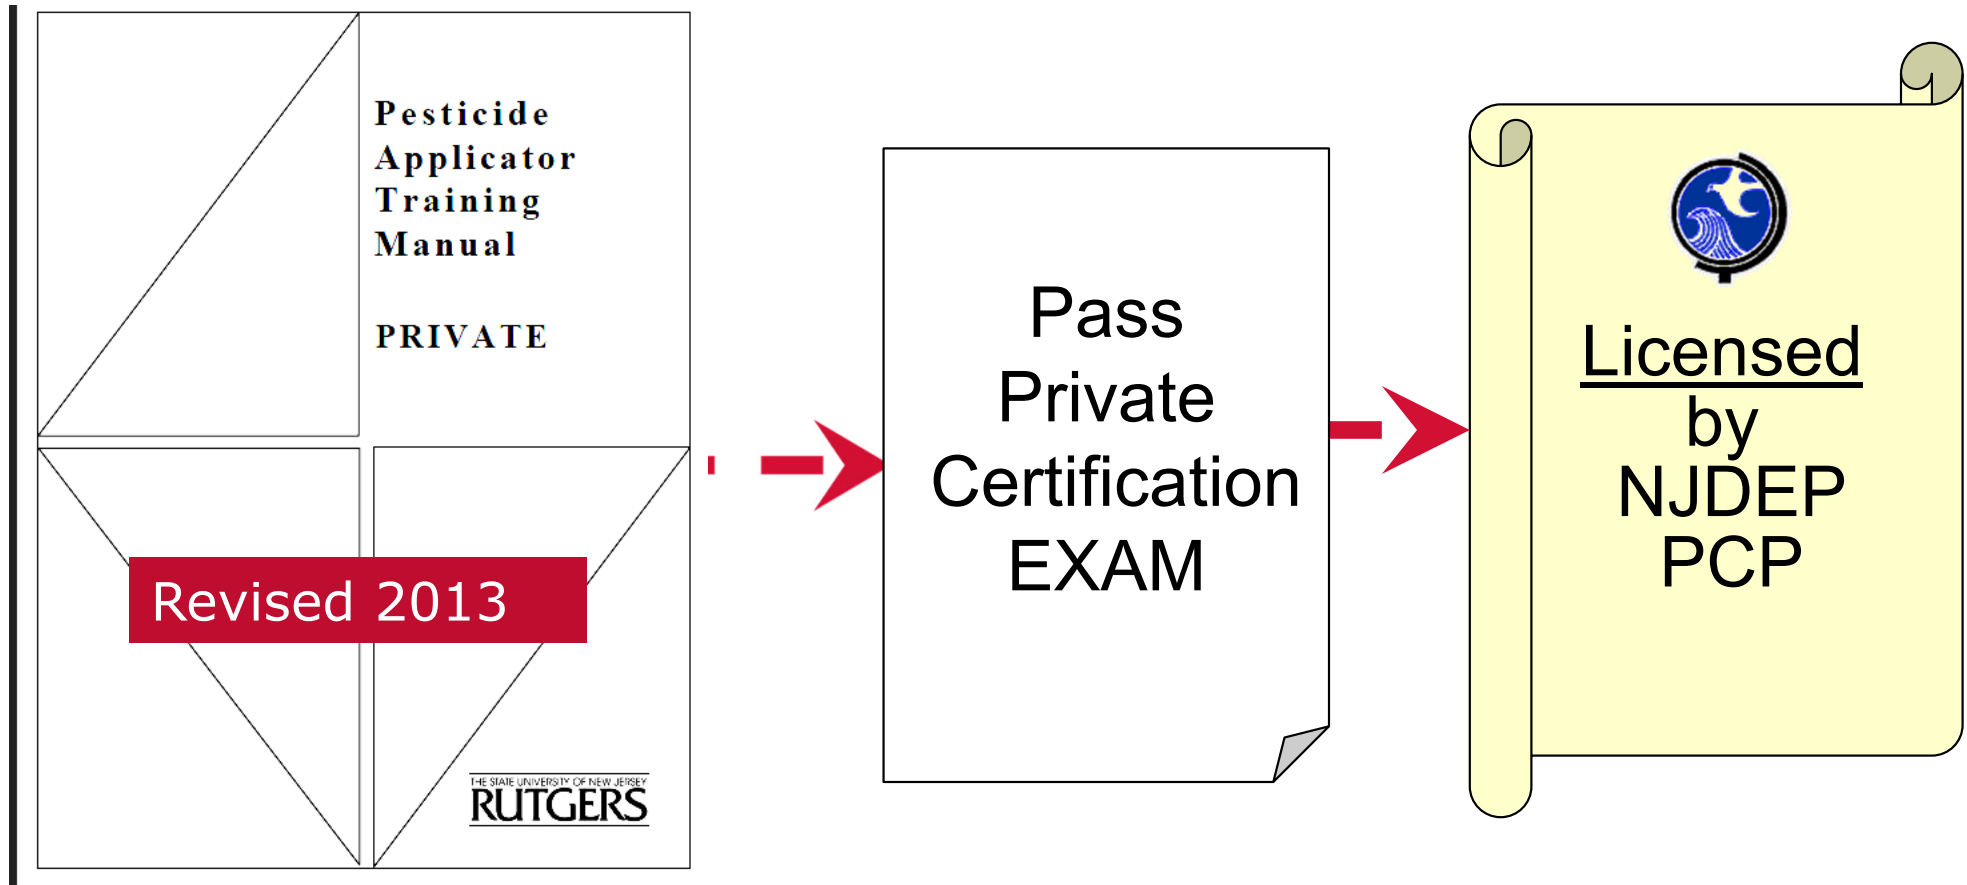 Pesticide
Applicator
Training
Manual
PRIVATE
Revised 2013
THE STATE UNIVERSITY OF NEW JERSEY
RUTGERS
Pass
Private
Certification
EXAM
Licensed
by
NJDEP
PCP